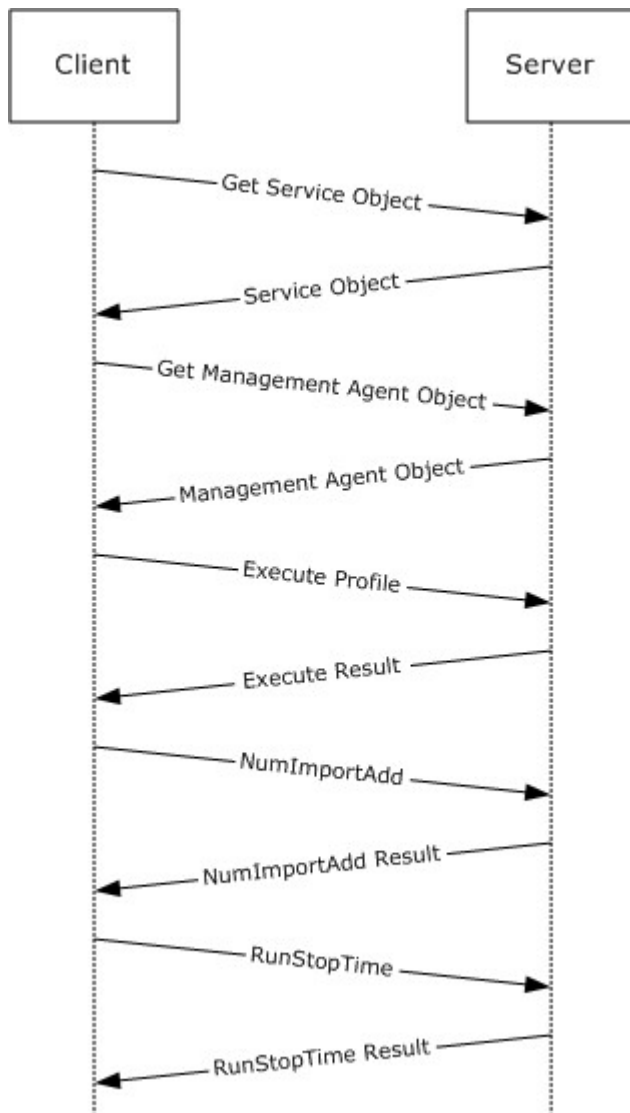 Client
Server
Get Service Object
Service Object
Get Management Agent Object
Management Agent Object
Execute Profile
Execute Result
NumImportAdd
NumImportAdd Result
RunStopTime
RunStopTime Result